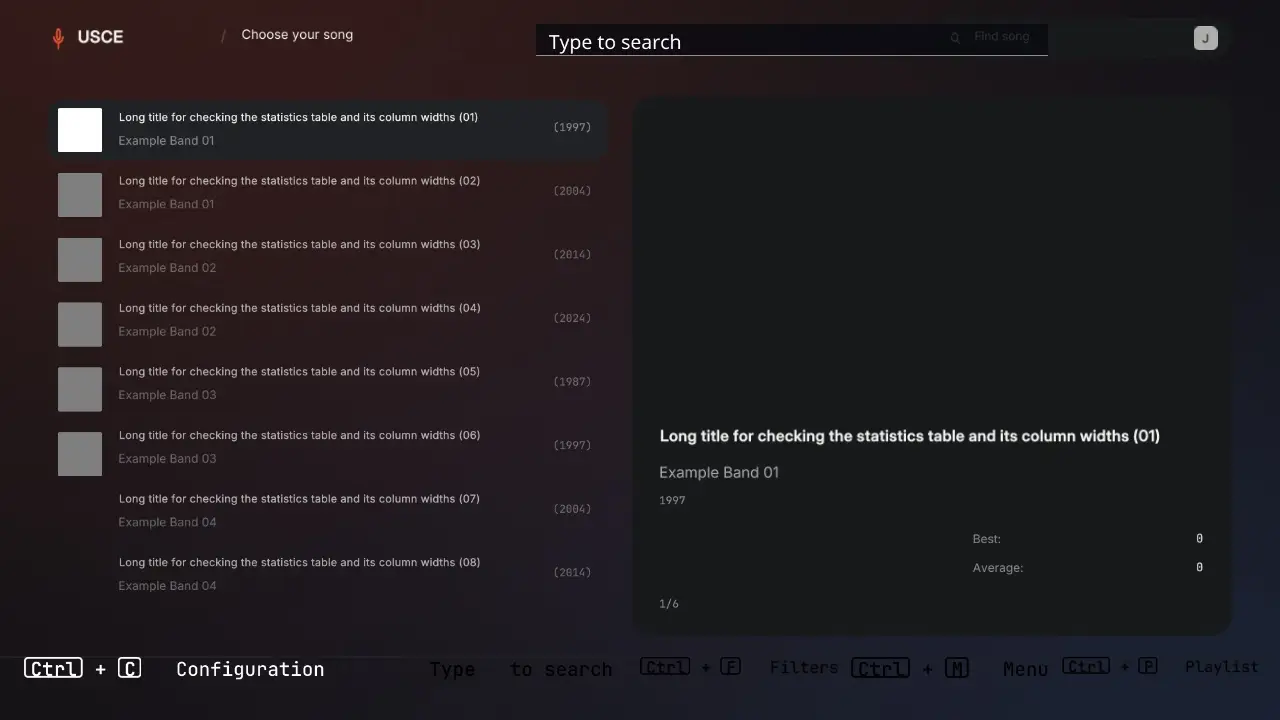 USCE / Choose your song
Type to search
Find song
J
Long title for checking the statistics table and its column widths (01)
Example Band 01
(1997)
Long title for checking the statistics table and its column widths (02)
Example Band 01
(2004)
Long title for checking the statistics table and its column widths (03)
Example Band 02
(2014)
Long title for checking the statistics table and its column widths (04)
Example Band 02
(2024)
Long title for checking the statistics table and its column widths (05)
Example Band 03
(1987)
Long title for checking the statistics table and its column widths (06)
Example Band 03
(1997)
Long title for checking the statistics table and its column widths (07)
Example Band 04
(2004)
Long title for checking the statistics table and its column widths (08)
Example Band 04
(2014)
Long title for checking the statistics table and its column widths (01)
Example Band 01
1997
Best: 0
Average: 0
1/6
Ctrl + C Configuration Type to search Ctrl + F Filters Ctrl + M Menu Ctrl + P Playlist